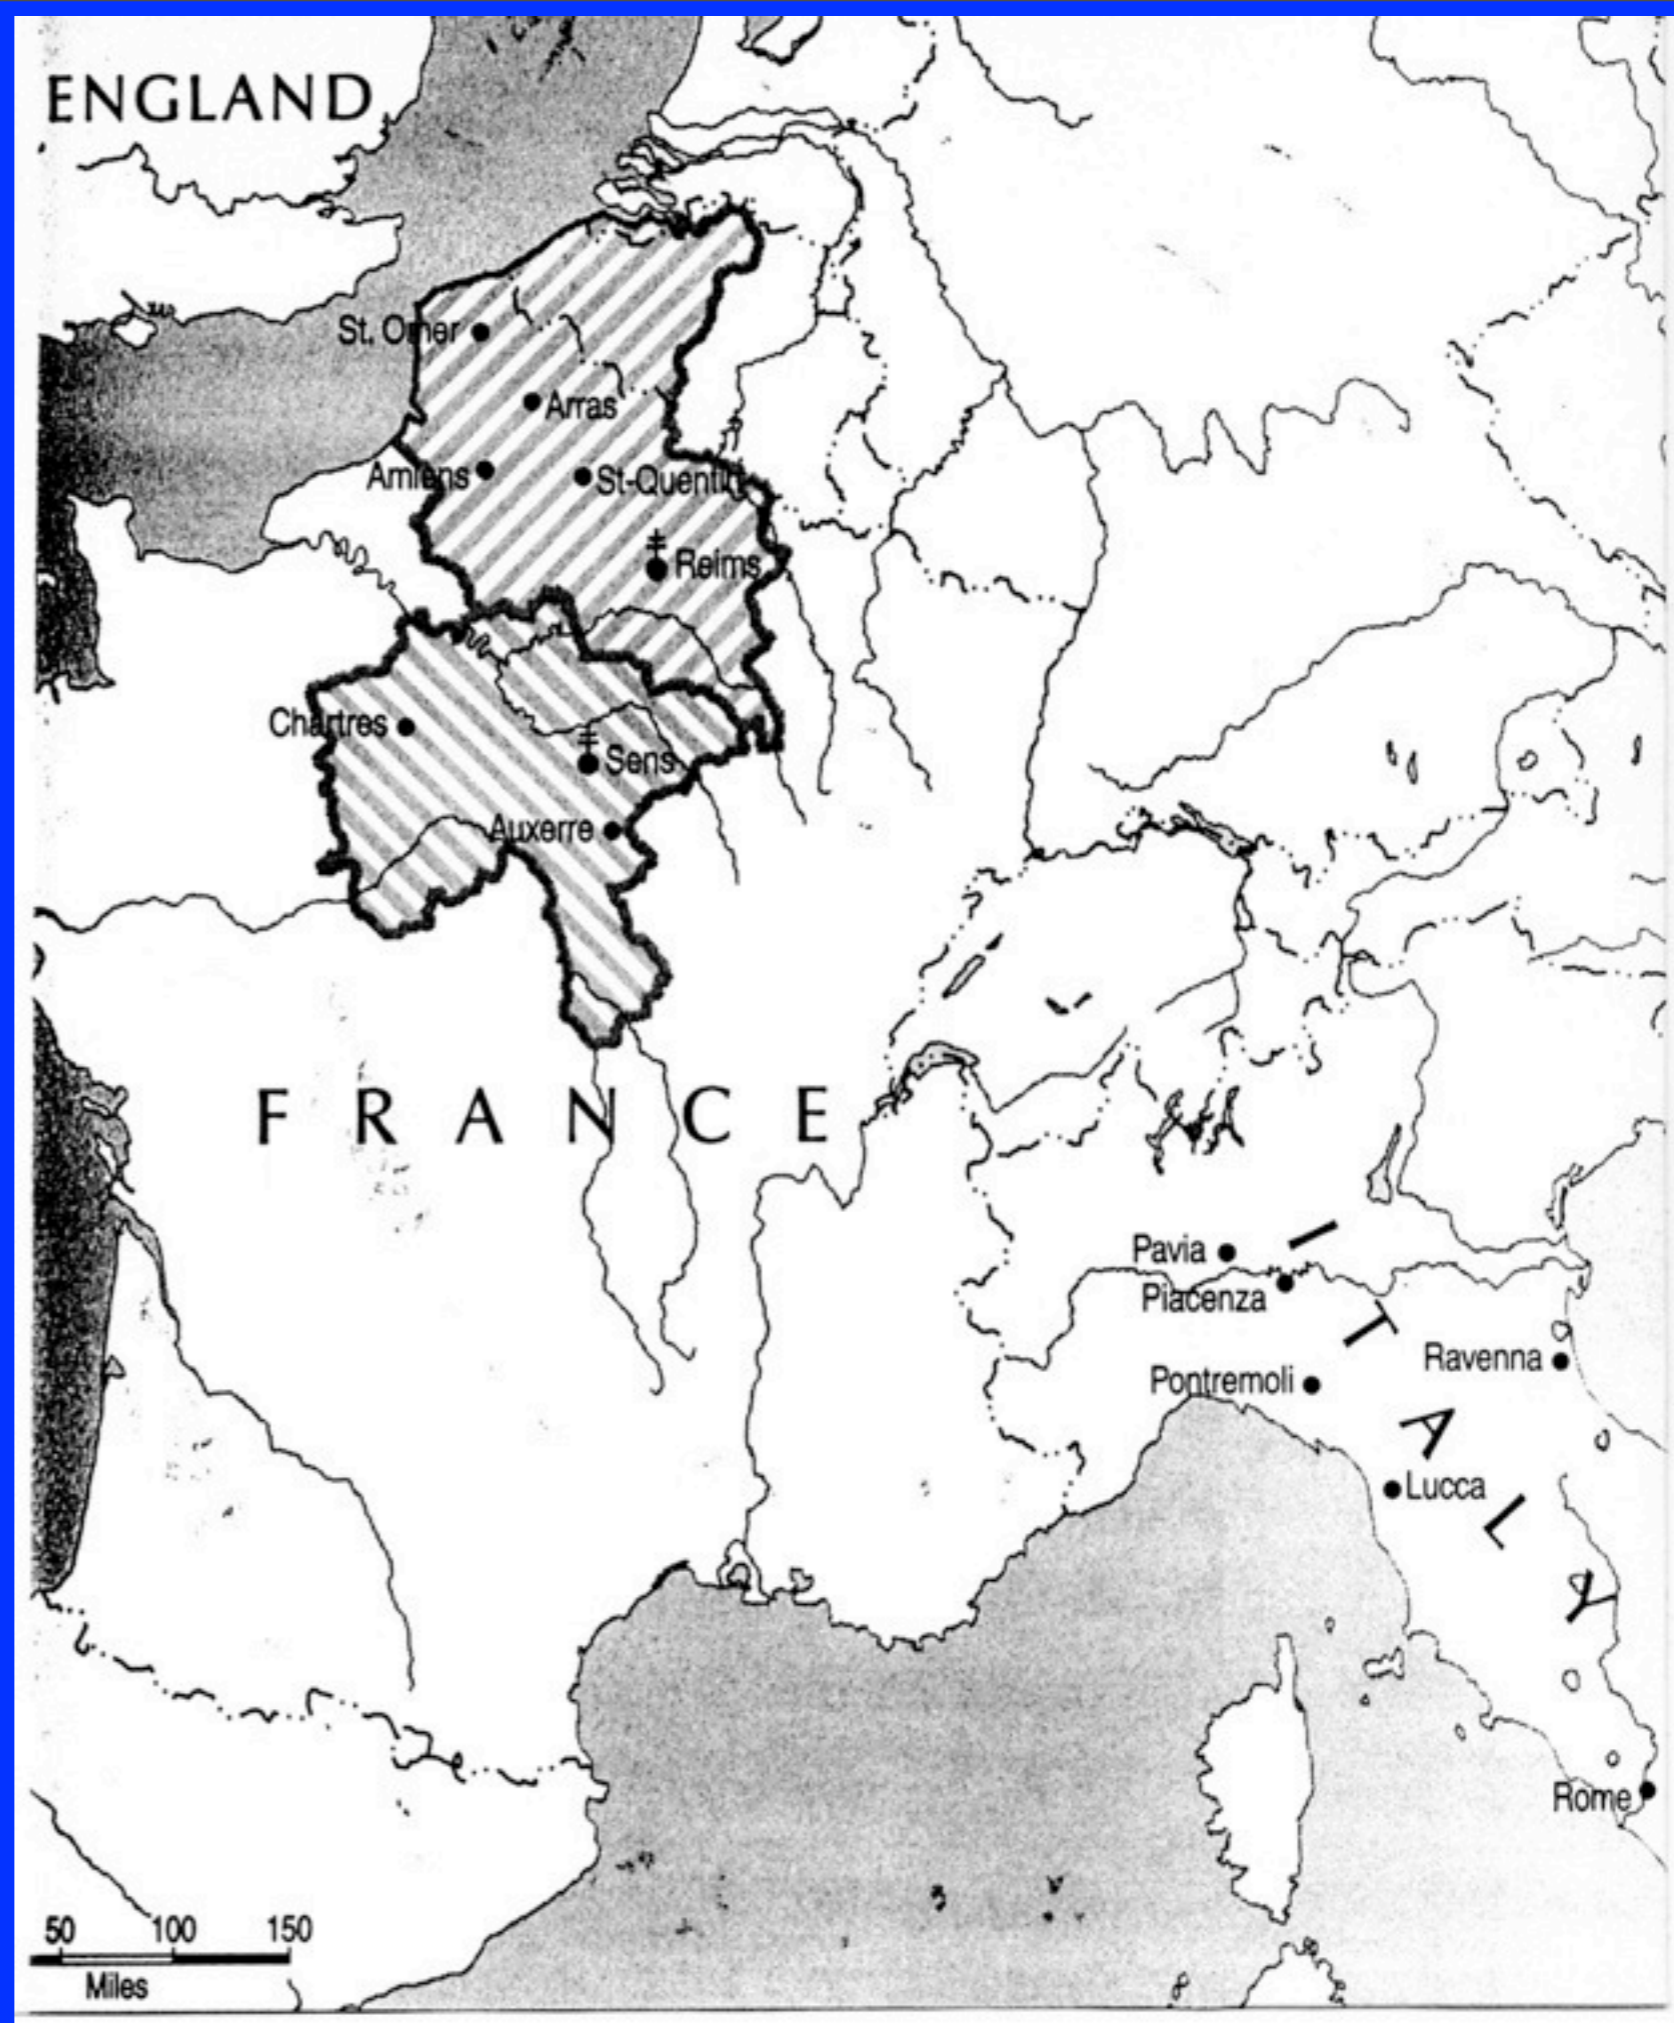 ENGLAND
St. Omer
Arras
Amiens
St-Quentin
Reims
Chartres
Sens
Auxerre
FRANCE
Pavia
Piacenza
ITALY
Ravenna
Pontremoli
Lucca
Rome
50 100 150
Miles